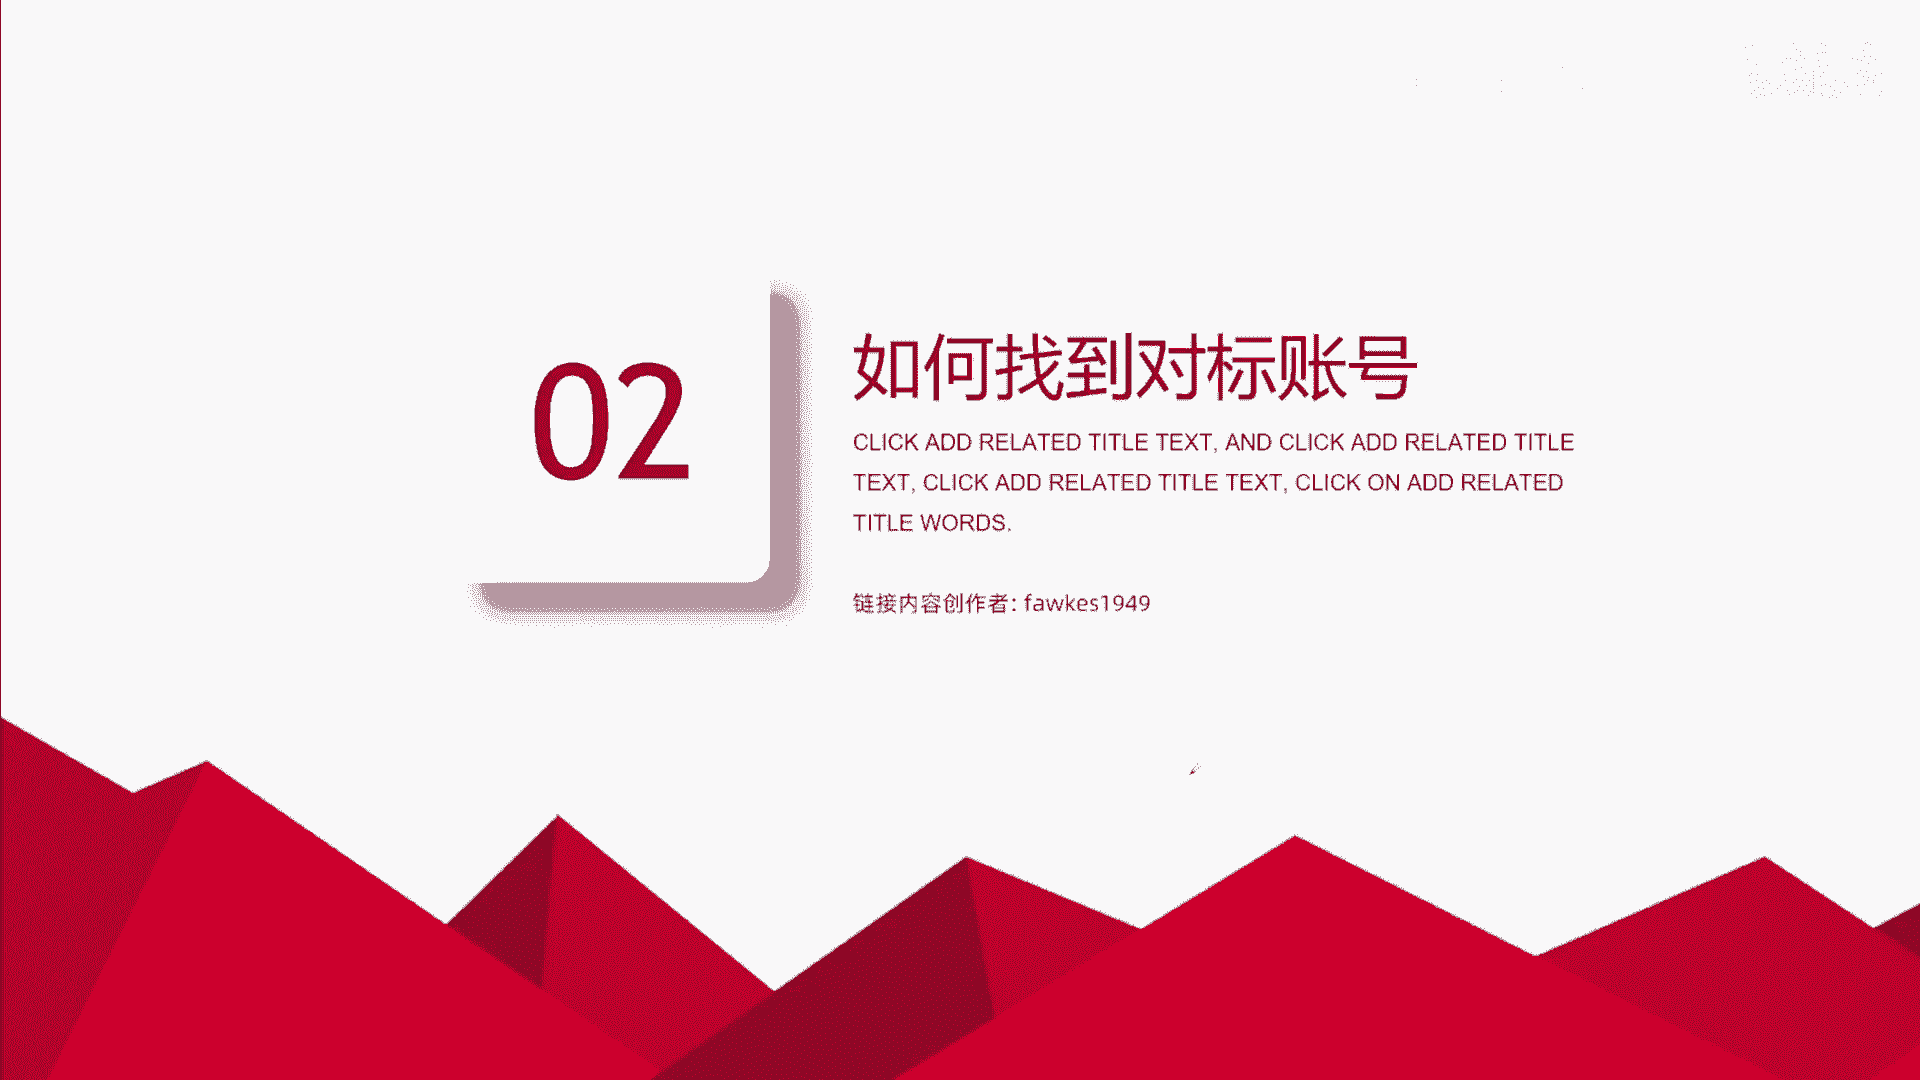 02
如何找到对标账号
CLICK ADD RELATED TITLE TEXT, AND CLICK ADD RELATED TITLE
TEXT, CLICK ADD RELATED TITLE TEXT, CLICK ON ADD RELATED
TITLE WORDS.
链接内容创作者: fawkes1949